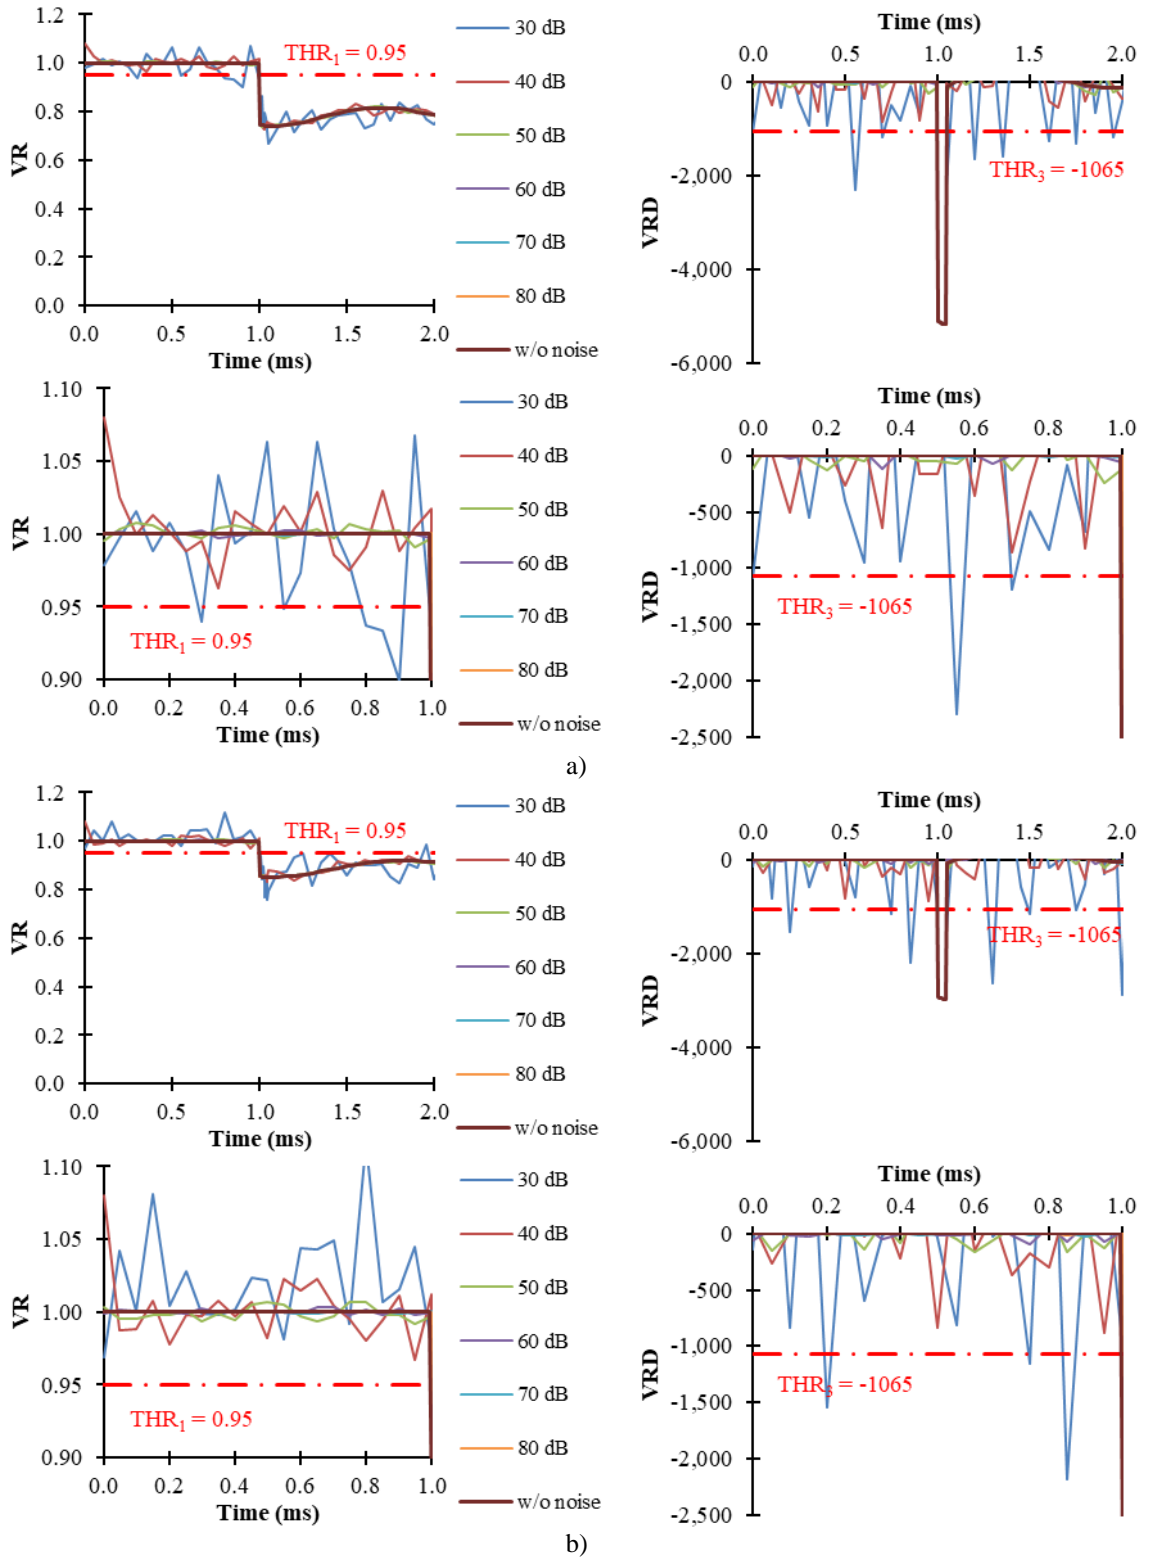 1.2
1.0
0.8
0.6
0.4
0.2
0.0
VR
THR1 = 0.95
0.0 0.5 1.0 1.5 2.0
Time (ms)
30 dB
40 dB
50 dB
60 dB
70 dB
80 dB
w/o noise
Time (ms)
0.0 0.5 1.0 1.5 2.0
0
-2,000
-4,000
-6,000
VRD
THR3 = -1065
1.10
1.05
1.00
0.95
0.90
VR
THR1 = 0.95
0.0 0.2 0.4 0.6 0.8 1.0
Time (ms)
30 dB
40 dB
50 dB
60 dB
70 dB
80 dB
w/o noise
Time (ms)
0.0 0.2 0.4 0.6 0.8 1.0
0
-500
-1,000
-1,500
-2,000
-2,500
VRD
THR3 = -1065
a)
1.2
1.0
0.8
0.6
0.4
0.2
0.0
VR
THR1 = 0.95
0.0 0.5 1.0 1.5 2.0
Time (ms)
30 dB
40 dB
50 dB
60 dB
70 dB
80 dB
w/o noise
Time (ms)
0.0 0.5 1.0 1.5 2.0
0
-2,000
-4,000
-6,000
VRD
THR3 = -1065
1.10
1.05
1.00
0.95
0.90
VR
THR1 = 0.95
0.0 0.2 0.4 0.6 0.8 1.0
Time (ms)
30 dB
40 dB
50 dB
60 dB
70 dB
80 dB
w/o noise
Time (ms)
0.0 0.2 0.4 0.6 0.8 1.0
0
-500
-1,000
-1,500
-2,000
-2,500
VRD
THR3 = -1065
b)